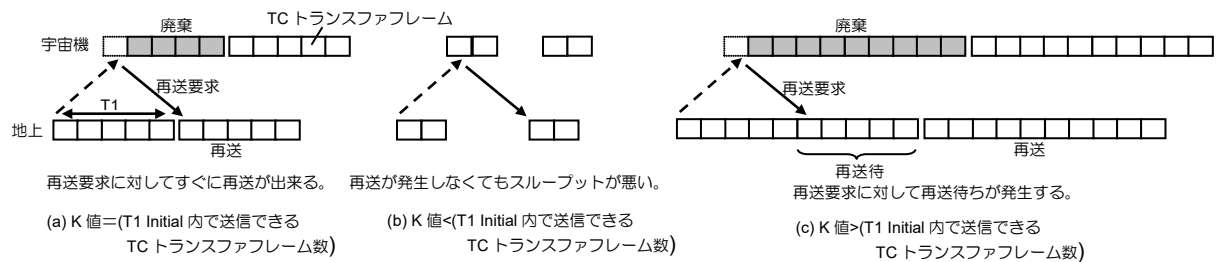 TC トランスファフレーム
廃棄
宇宙機
再送要求
T1
地上
再送
再送要求に対してすぐに再送が出来る。
(a) K 値＝(T1 Initial 内で送信できる
TC トランスファフレーム数)
再送が発生しなくてもスループットが悪い。
(b) K 値<(T1 Initial 内で送信できる
TC トランスファフレーム数)
廃棄
再送要求
再送
再送待
再送要求に対して再送待ちが発生する。
(c) K 値>(T1 Initial 内で送信できる
TC トランスファフレーム数)